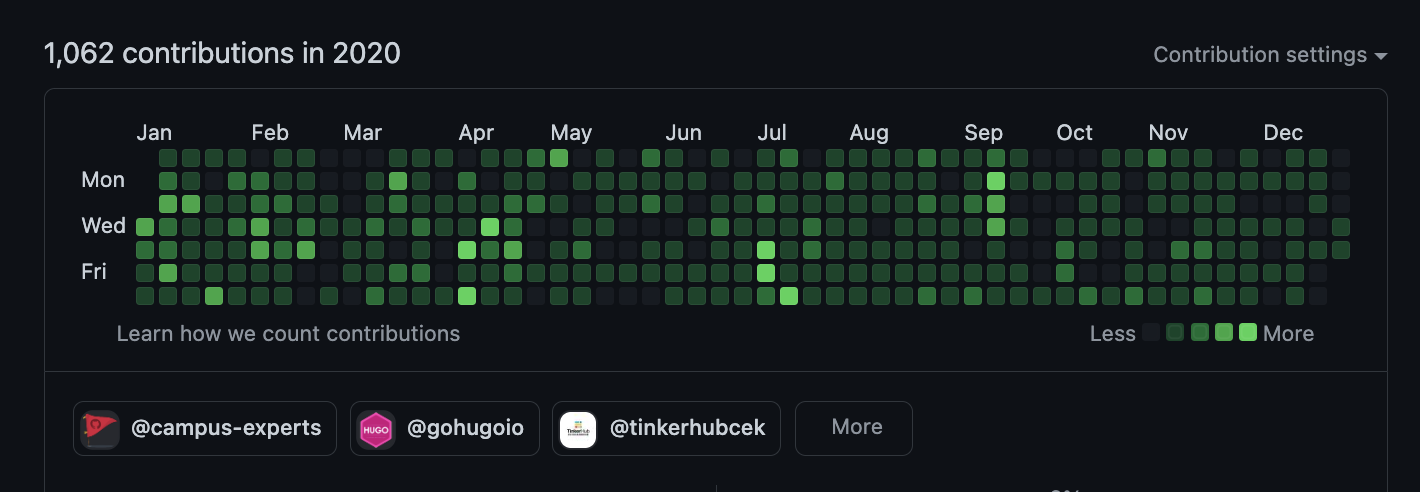 1,062 contributions in 2020
Contribution settings
Jan Feb Mar Apr May Jun Jul Aug Sep Oct Nov Dec
Mon
Wed
Fri
Learn how we count contributions
Less More
@campus-experts HUGO @gohugoio TinkerHub @tinkerhubcek More